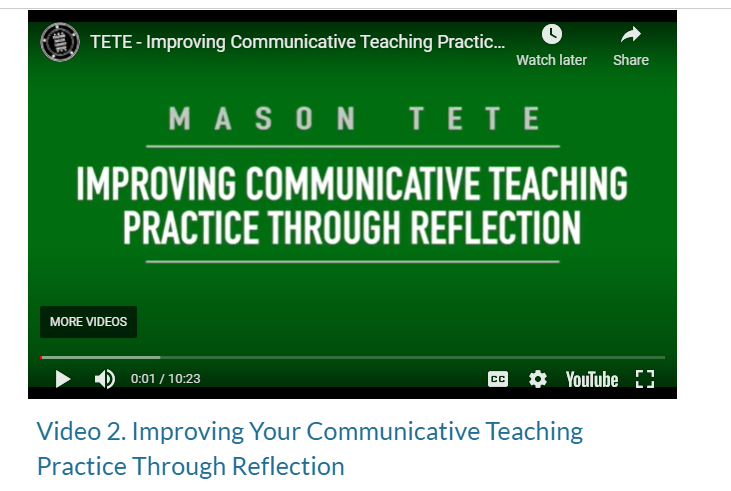 TETE - Improving Communicative Teaching Practic...
Watch later
Share
MASON TETE
IMPROVING COMMUNICATIVE TEACHING
PRACTICE THROUGH REFLECTION
MORE VIDEOS
0:01 / 10:23
CC
YouTube
Video 2. Improving Your Communicative Teaching
Practice Through Reflection